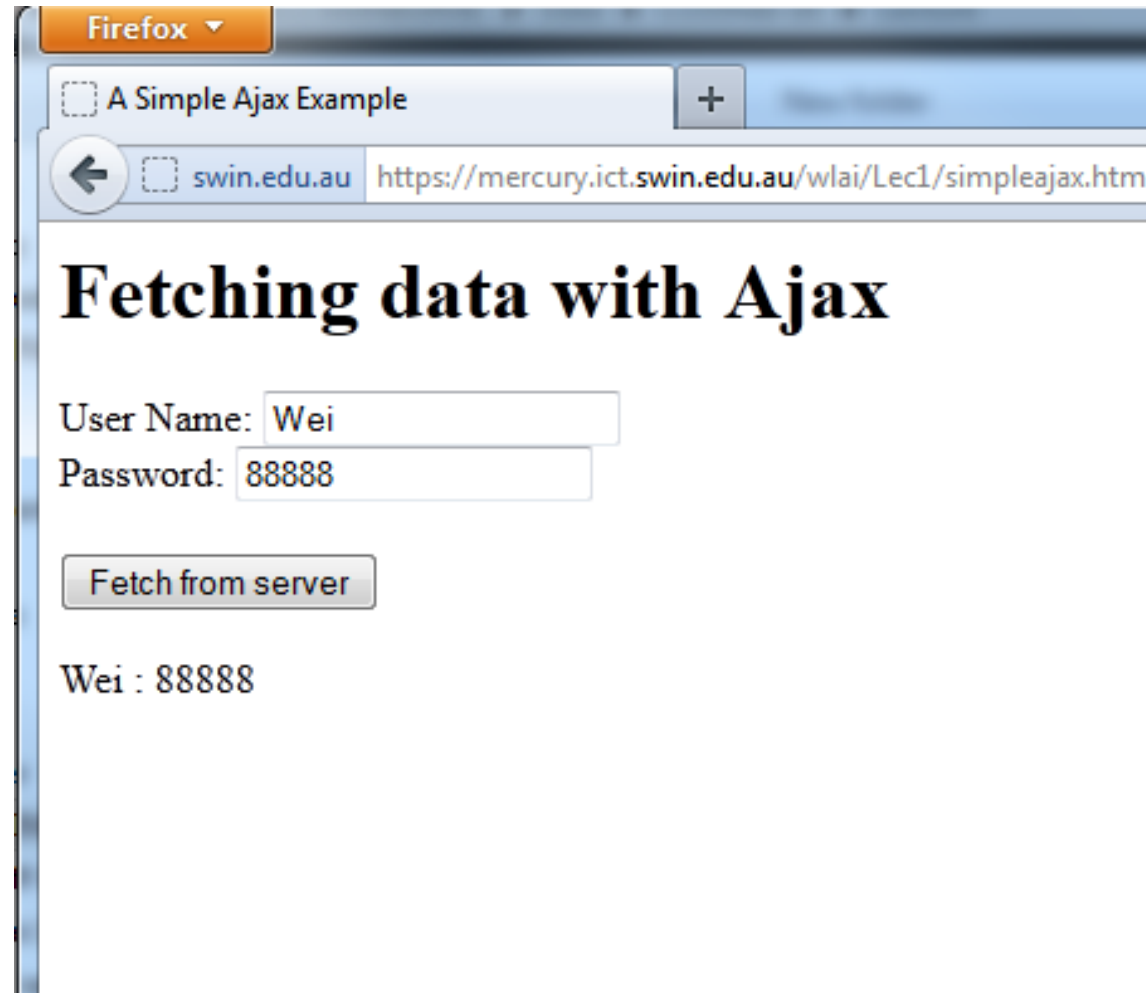 Firefox
A Simple Ajax Example +
swin.edu.au https://mercury.ict.swin.edu.au/wlai/Lec1/simpleajax.htm
Fetching data with Ajax
User Name: Wei
Password: 88888
Fetch from server
Wei : 88888